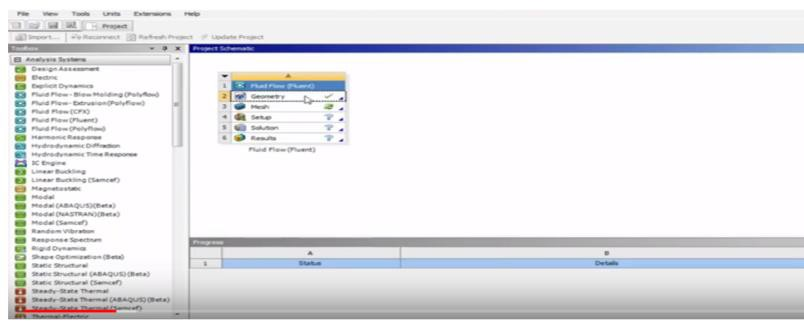 File View Tools Units Extensions Help
Project
Import... Reconnect Refresh Project Update Project
Toolbox
Project Schematic
Analysis Systems
Design Assessment
Electric
Explicit Dynamics
Fluid Flow - Blow Molding (Polyflow)
Fluid Flow - Extrusion (Polyflow)
Fluid Flow (CFX)
Fluid Flow (Fluent)
Fluid Flow (Polyflow)
Harmonic Response
Hydrodynamic Diffraction
Hydrodynamic Time Response
IC Engine
Linear Buckling
Linear Buckling (Samcef)
Magnetostatic
Modal
Modal (ABAQUS) (Beta)
Modal (NASTRAN) (Beta)
Modal (Samcef)
Random Vibration
Response Spectrum
Rigid Dynamics
Shape Optimization (Beta)
Static Structural
Static Structural (ABAQUS) (Beta)
Static Structural (Samcef)
Steady-State Thermal
Steady-State Thermal (ABAQUS) (Beta)
Steady-State Thermal (Samcef)
Thermal-Electric
A
1 Fluid Flow (Fluent)
2 Geometry
3 Mesh
4 Setup
5 Solution
6 Results
Fluid Flow (Fluent)
Progress
A B
1 Status Details